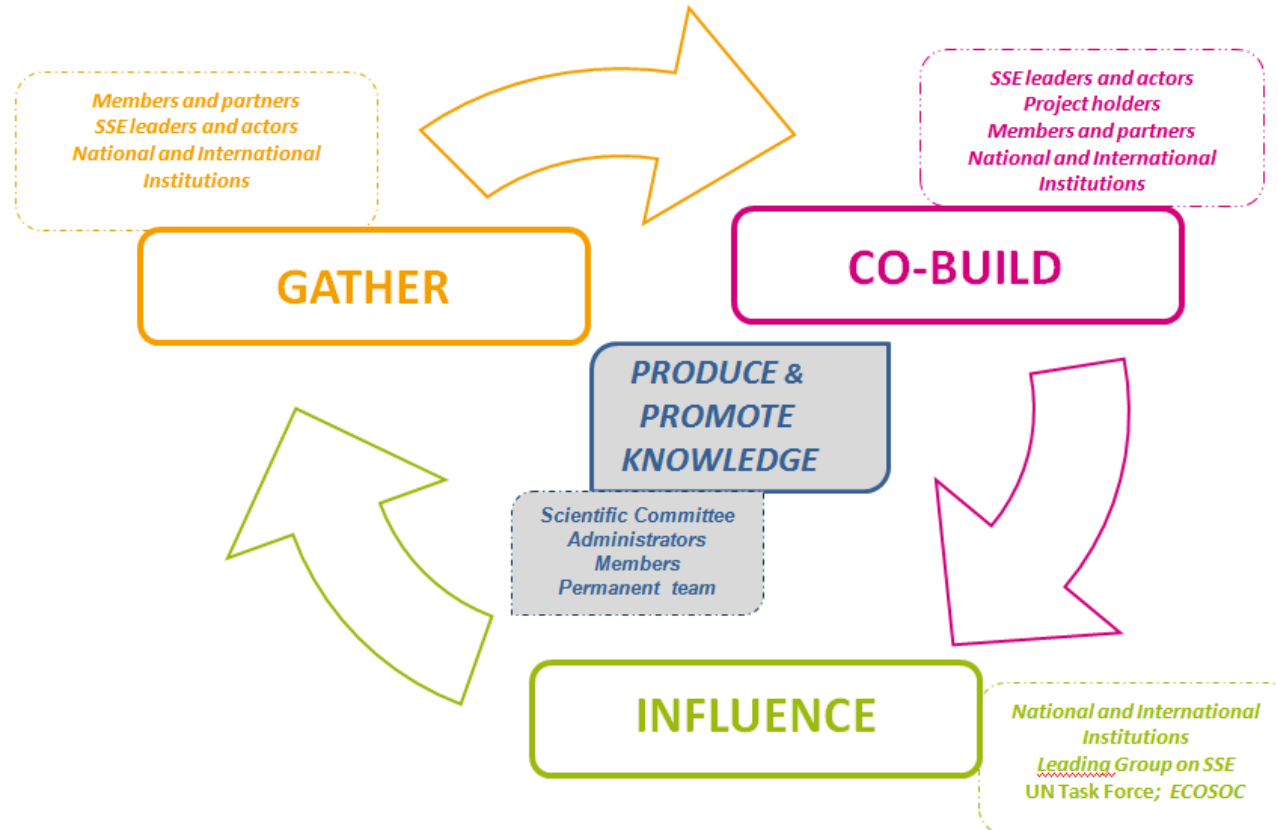 Members and partners
SSE leaders and actors
National and International
Institutions
GATHER
SSE leaders and actors
Project holders
Members and partners
National and International
Institutions
CO-BUILD
PRODUCE &
PROMOTE
KNOWLEDGE
Scientific Committee
Administrators
Members
Permanent team
INFLUENCE
National and International
Institutions
Leading Group on SSE
UN Task Force; ECOSOC